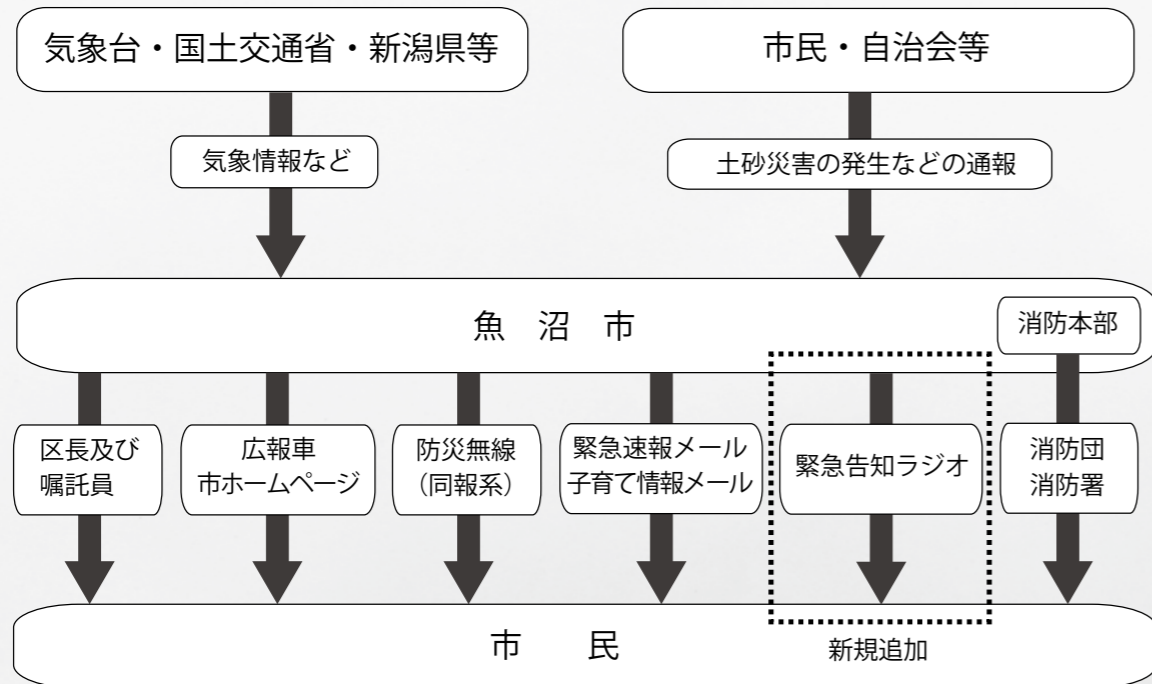 気象台・国土交通省・新潟県等
市民・自治会等
気象情報など
土砂災害の発生などの通報
魚　沼　市
消防本部
区長及び
嘱託員
広報車
市ホームページ
防災無線
（同報系）
緊急速報メール
子育て情報メール
緊急告知ラジオ
消防団
消防署
市　　民
新規追加